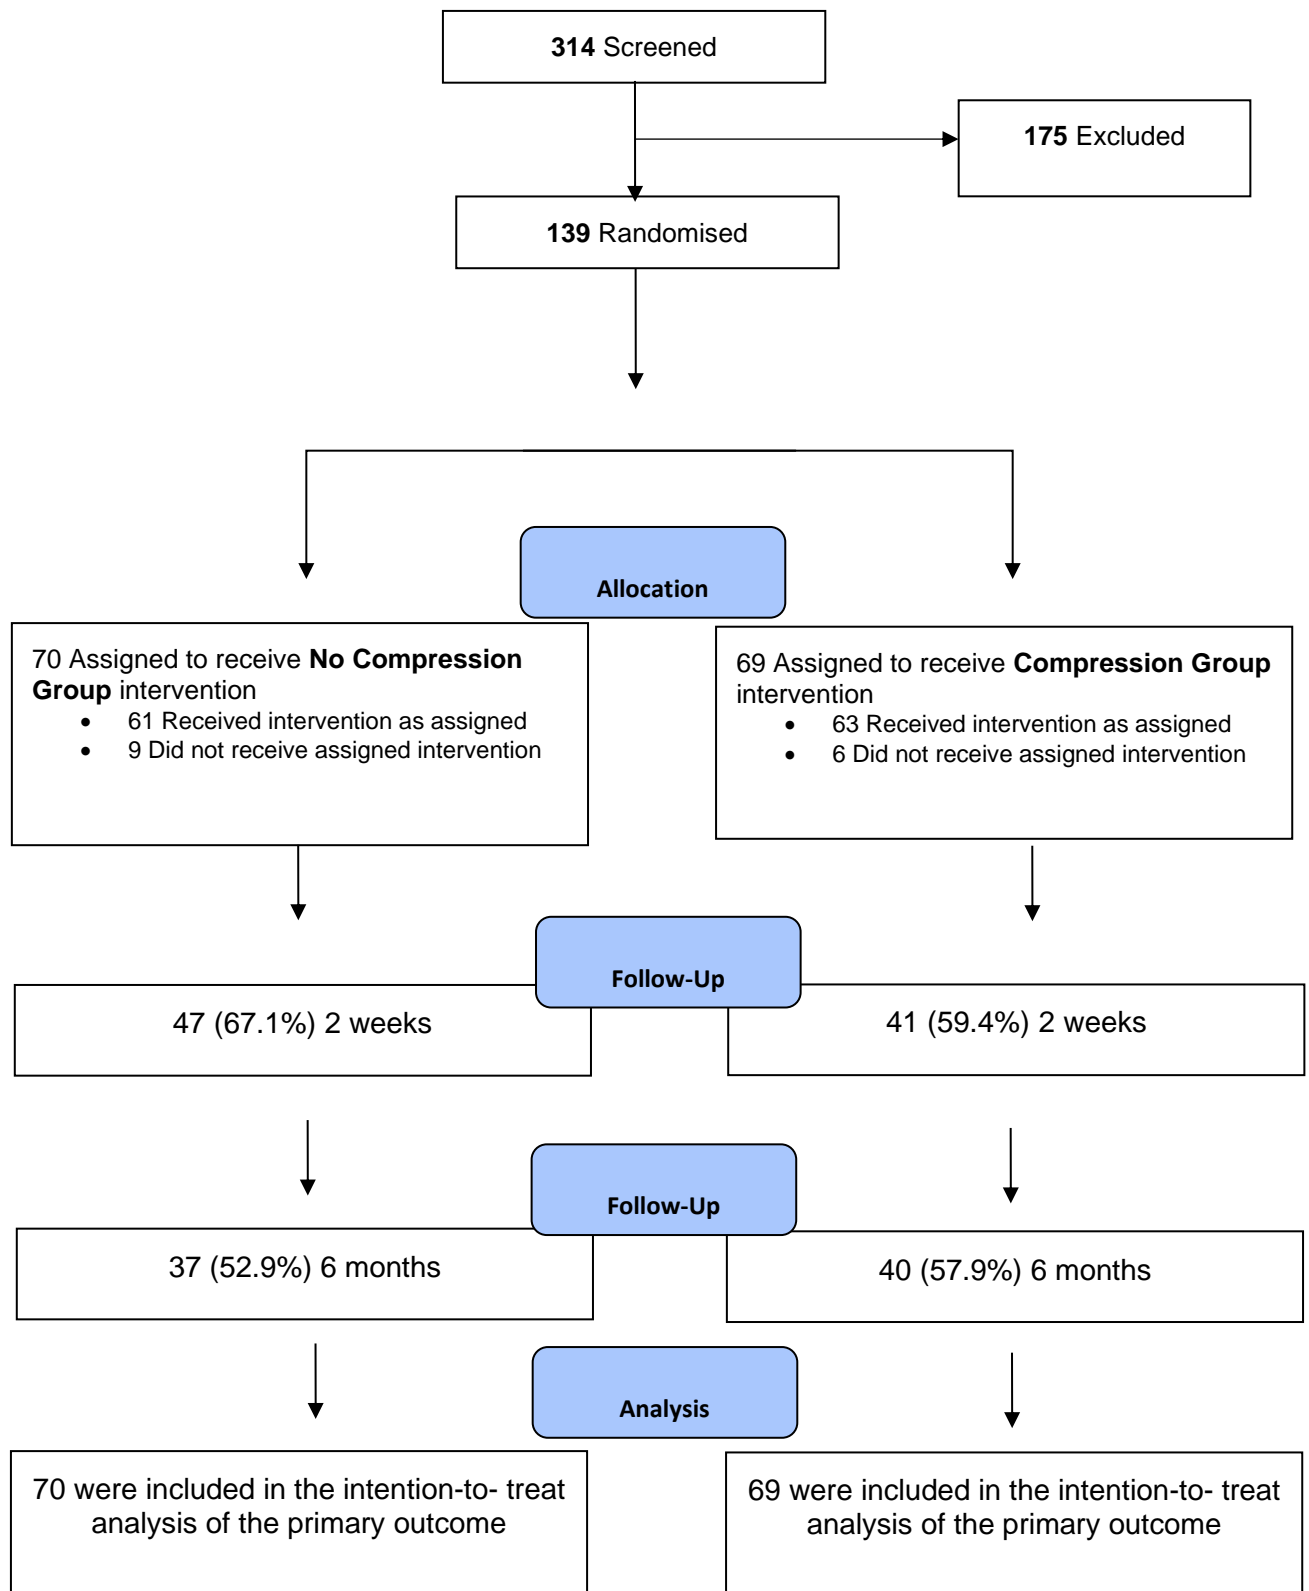 314 Screened
175 Excluded
139 Randomised
Allocation
70 Assigned to receive No Compression
Group intervention
• 61 Received intervention as assigned
• 9 Did not receive assigned intervention
69 Assigned to receive Compression Group
intervention
• 63 Received intervention as assigned
• 6 Did not receive assigned intervention
Follow-Up
47 (67.1%) 2 weeks
41 (59.4%) 2 weeks
Follow-Up
37 (52.9%) 6 months
40 (57.9%) 6 months
Analysis
70 were included in the intention-to- treat
analysis of the primary outcome
69 were included in the intention-to- treat
analysis of the primary outcome